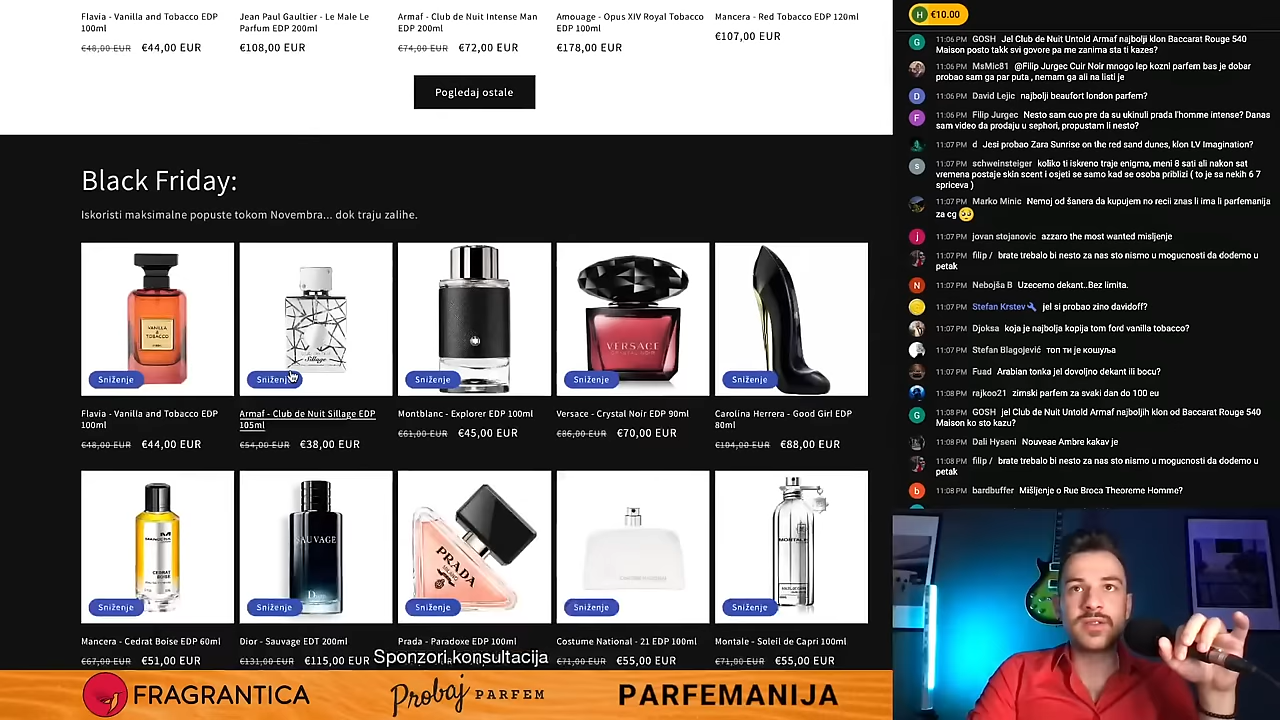 Flavia - Vanilla and Tobacco EDP
100ml
€48,00 EUR €44,00 EUR
Jean Paul Gaultier - Le Male Le
Parfum EDP 200ml
€108,00 EUR
Armaf - Club de Nuit Intense Man
EDP 200ml
€74,00 EUR €72,00 EUR
Amouage - Opus XIV Royal Tobacco
EDP 100ml
€178,00 EUR
Mancera - Red Tobacco EDP 120ml
€107,00 EUR
Pogledaj ostale
Black Friday:
Iskoristi maksimalne popuste tokom Novembra... dok traju zalihe.
VANILLA
&
TOBACCO
Sniženje
Flavia - Vanilla and Tobacco EDP
100ml
€48,00 EUR €44,00 EUR
Sillage
Sniženje
Armaf - Club de Nuit Sillage EDP
105ml
€54,00 EUR €38,00 EUR
Sniženje
Montblanc - Explorer EDP 100ml
€61,00 EUR €45,00 EUR
VERSACE
Sniženje
Versace - Crystal Noir EDP 90ml
€86,00 EUR €70,00 EUR
Sniženje
Carolina Herrera - Good Girl EDP
80ml
€104,00 EUR €88,00 EUR
MANCERA
CEDRAT
BOISE
Sniženje
Mancera - Cedrat Boise EDP 60ml
€67,00 EUR €51,00 EUR
SAUVAGE
Dior
Sniženje
Dior - Sauvage EDT 200ml
€131,00 EUR €115,00 EUR
PRADA
Sniženje
Prada - Paradoxe EDP 100ml
Sniženje
Costume National - 21 EDP 100ml
€71,00 EUR €55,00 EUR
MONTALE
Sniženje
Montale - Soleil de Capri 100ml
€71,00 EUR €55,00 EUR
Sponzori konsultacija
FRAGRANTICA
Probaj PARFEM
PARFEMANIJA
H €10.00
G 11:06 PM GOSH Jel Club de Nuit Untold Armaf najbolji klon Baccarat Rouge 540
Maison posto takk svi govore pa me zanima sta ti kazes?
11:06 PM MsMic81 @Filip Jurgec Cuir Noir mnogo lep kozni parfem bas je dobar
probao sam ga par puta , nemam ga ali na listi je
D 11:06 PM David Lejic najbolji beaufort london parfem?
F 11:06 PM Filip Jurgec Nesto sam cuo pre da su ukinuli prada l'homme intense? Danas
sam video da prodaju u sephori, propustam li nesto?
11:07 PM d Jesi probao Zara Sunrise on the red sand dunes, klon LV Imagination?
s 11:07 PM schweinsteiger koliko ti iskreno traje enigma, meni 8 sati ali nakon sat
vremena postaje skin scent i osjeti se samo kad se osoba priblizi ( to je sa nekih 6 7
spriceva )
11:07 PM Marko Minic Nemoj od šanera da kupujem no recii znas li ima li parfemanija
za cg 🥺
j 11:07 PM jovan stojanovic azzaro the most wanted misljenje
11:07 PM filip / brate trebalo bi nesto za nas sto nismo u mogucnosti da dodemo u
petak
N 11:07 PM Nebojša B Uzecemo dekant..Bez limita.
11:07 PM Stefan Krstev jel si probao zino davidoff?
11:07 PM Djoksa koja je najbolja kopija tom ford vanilla tobacco?
11:07 PM Stefan Blagojević топ ти је кошуља
11:07 PM Fuad Arabian tonka jel dovoljno dekant ili bocu?
11:08 PM rajkoo21 zimski parfem za svaki dan do 100 eu
G 11:08 PM GOSH jel Club de Nuit Untold Armaf najboljih klon od Baccarat Rouge 540
Maison ko sto kazu?
11:08 PM Dali Hyseni Nouveae Ambre kakav je
11:08 PM filip / brate trebalo bi nesto za nas sto nismo u mogucnosti da dodemo u
petak
b 11:08 PM bardbuffer Mišljenje o Rue Broca Theoreme Homme?